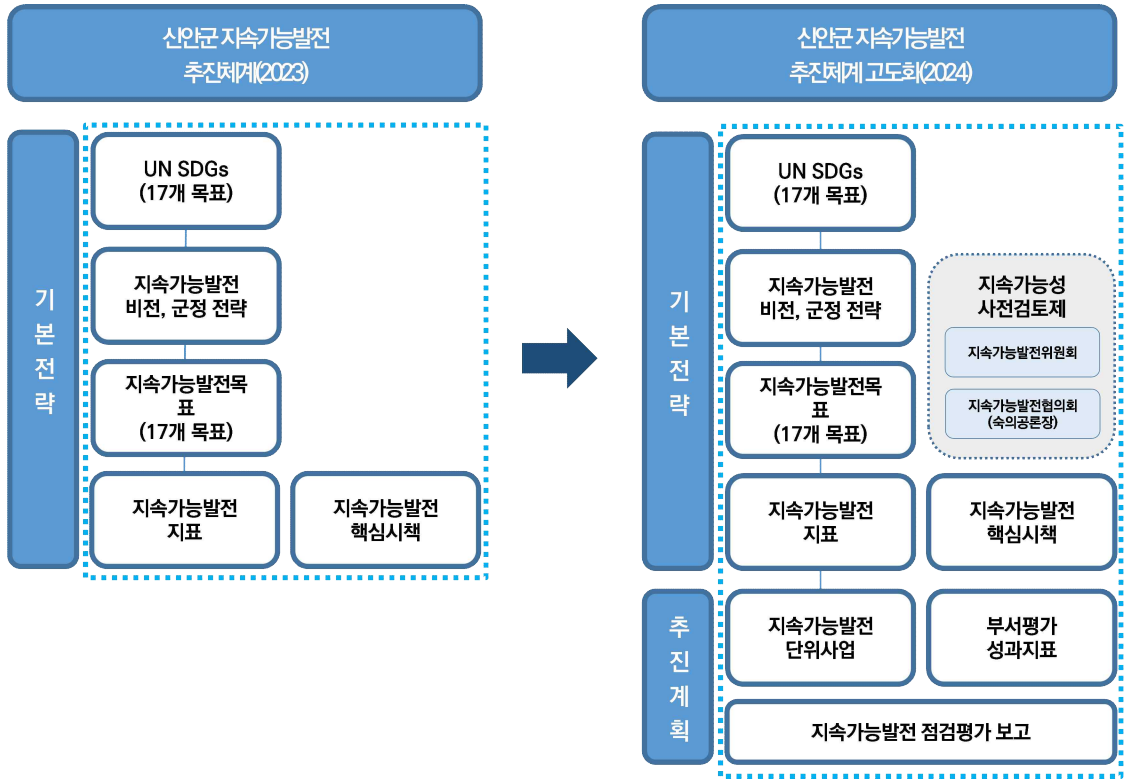 신안군 지속가능발전
추진체계(2023)
기
본
전
략
UN SDGs
(17개 목표)
지속가능발전
비전, 군정 전략
지속가능발전목
표
(17개 목표)
지속가능발전
지표
지속가능발전
핵심시책
신안군 지속가능발전
추진체계 고도회(2024)
기
본
전
략
UN SDGs
(17개 목표)
지속가능발전
비전, 군정 전략
지속가능성
사전검토제
지속가능발전위원회
지속가능발전협의회
(숙의공론장)
지속가능발전목
표
(17개 목표)
지속가능발전
지표
지속가능발전
핵심시책
추
진
계
획
지속가능발전
단위사업
부서평가
성과지표
지속가능발전 점검평가 보고